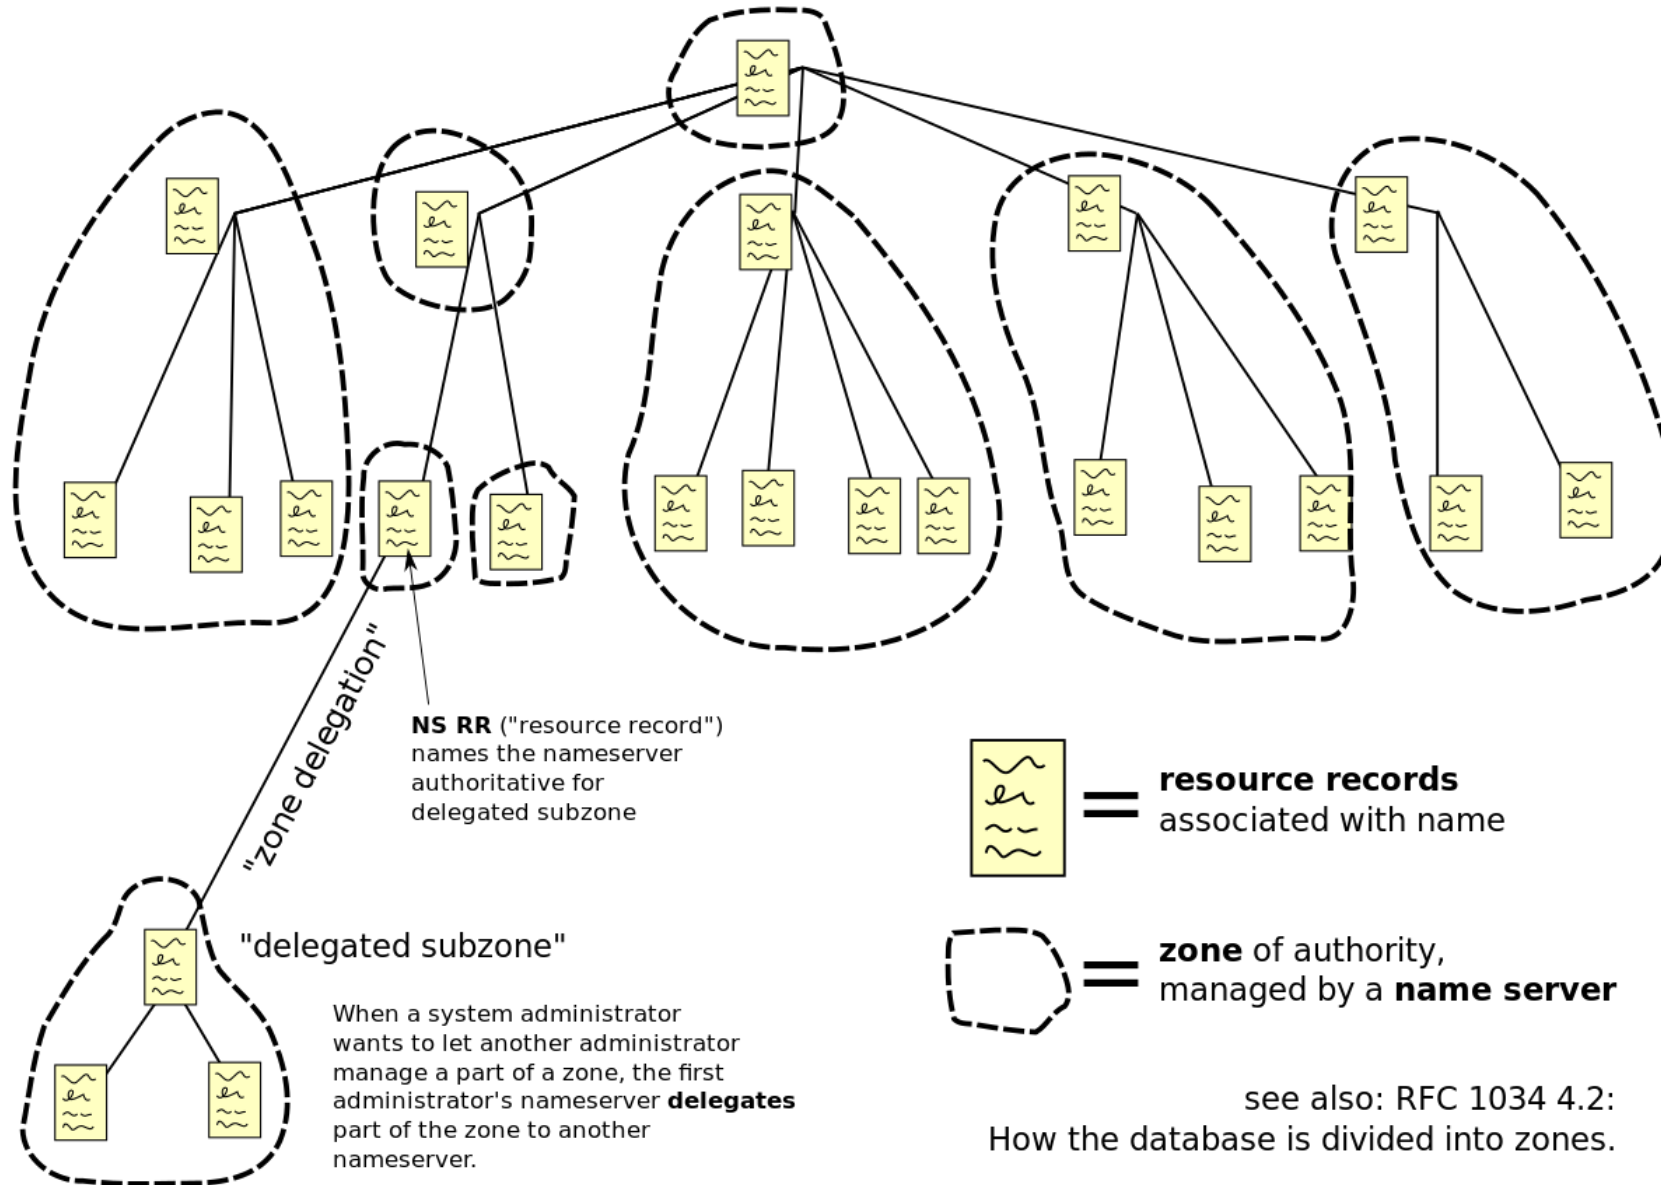 "zone delegation"
NS RR ("resource record")
names the nameserver
authoritative for
delegated subzone
resource records
associated with name
"delegated subzone"
zone of authority,
managed by a name server
When a system administrator
wants to let another administrator
manage a part of a zone, the first
administrator's nameserver delegates
part of the zone to another
nameserver.
see also: RFC 1034 4.2:
How the database is divided into zones.